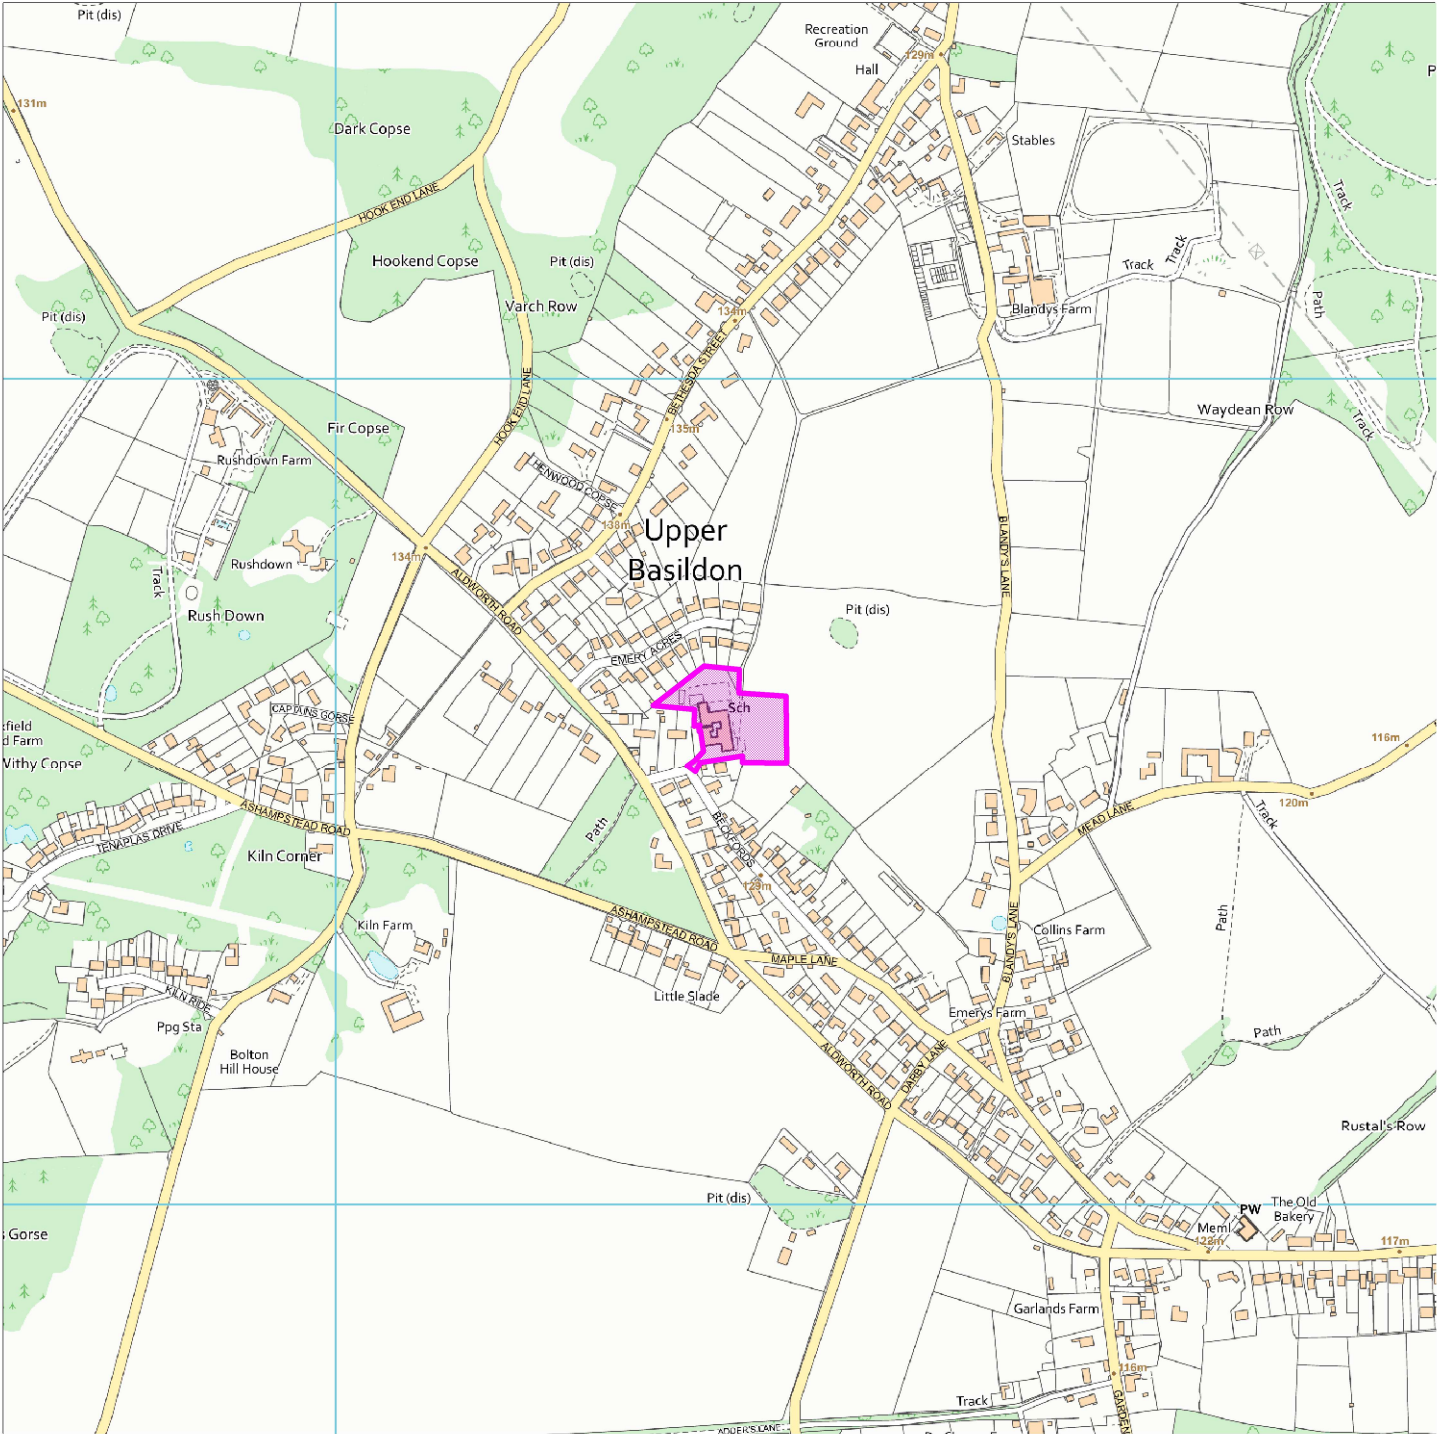 Pit (dis)
Recreation
Ground
129m
Hall
P
131m
Dark Copse
Stables
HOOK END LANE
Track
Hookend Copse
Pit (dis)
Track
Track
Path
Varch Row
Pit (dis)
134m
Blandys Farm
BETHESDA STREET
HOOK END LANE
Waydean Row
Track
Track
Fir Copse
135m
Rushdown Farm
HENWOOD COPSE
138m
Upper
Basildon
134m
BLANDY'S LANE
Rushdown
Track
ALDWORTH ROAD
Rush Down
Pit (dis)
EMERY ACRES
Sch
CAPTAINS GORSE
kfield
d Farm
Withy Copse
116m
120m
ASHAMPSTEAD ROAD
MEAD LANE
Track
TENAPLAS DRIVE
Path
BECKFORDS
Kiln Corner
129m
Path
Kiln Farm
ASHAMPSTEAD ROAD
BLANDY'S LANE
Collins Farm
MAPLE LANE
Little Slade
KILN RIDE
Ppg Sta
Emerys Farm
Path
Bolton
Hill House
ALDWORTH ROAD
DARBY LANE
Rustal's Row
Pit (dis)
PW
The Old
Bakery
Meml
s Gorse
122m
117m
Garlands Farm
116m
Track
GARDEN
ADDER'S LANE